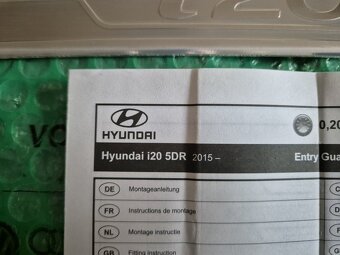 i20
HYUNDAI
0,20
Hyundai i20 5DR 2015 –
Entry Gua
DE Montageanleitung
FR Instructions de montage
NL Montage instructie
GB Fitting instruction